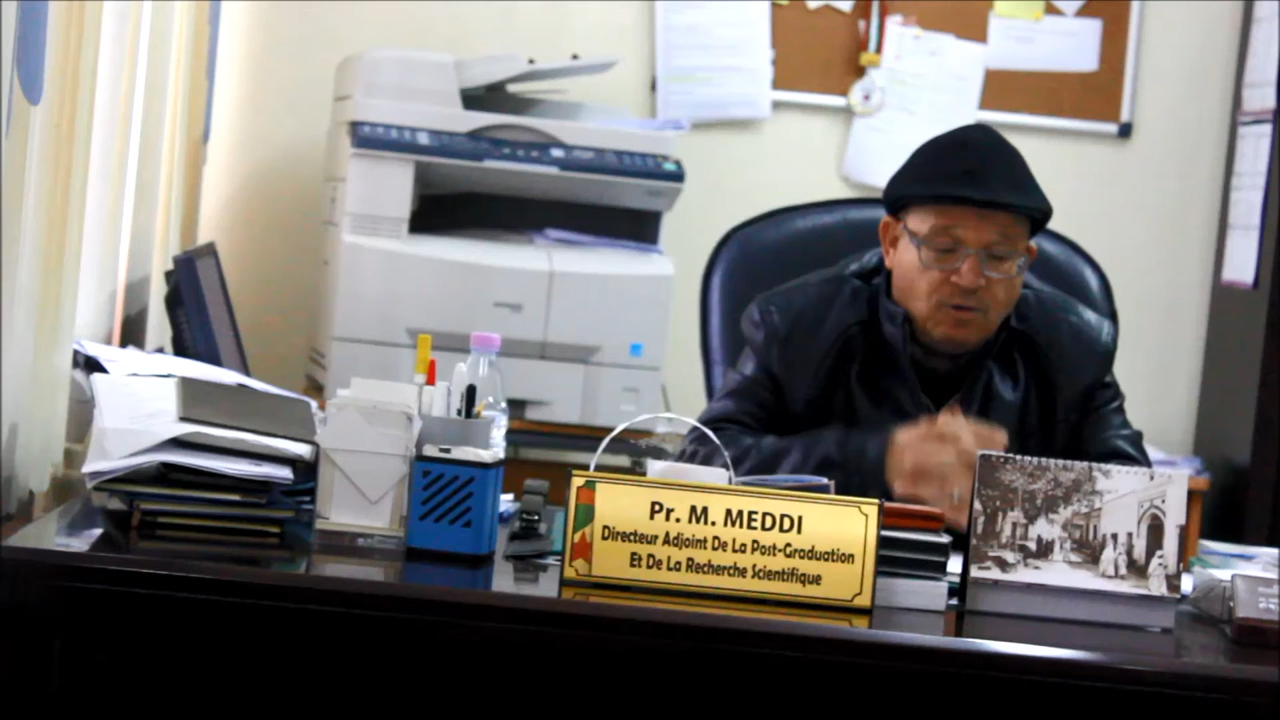 Pr. M. MEDDI
Directeur Adjoint De La Post-Graduation
Et De La Recherche Scientifique